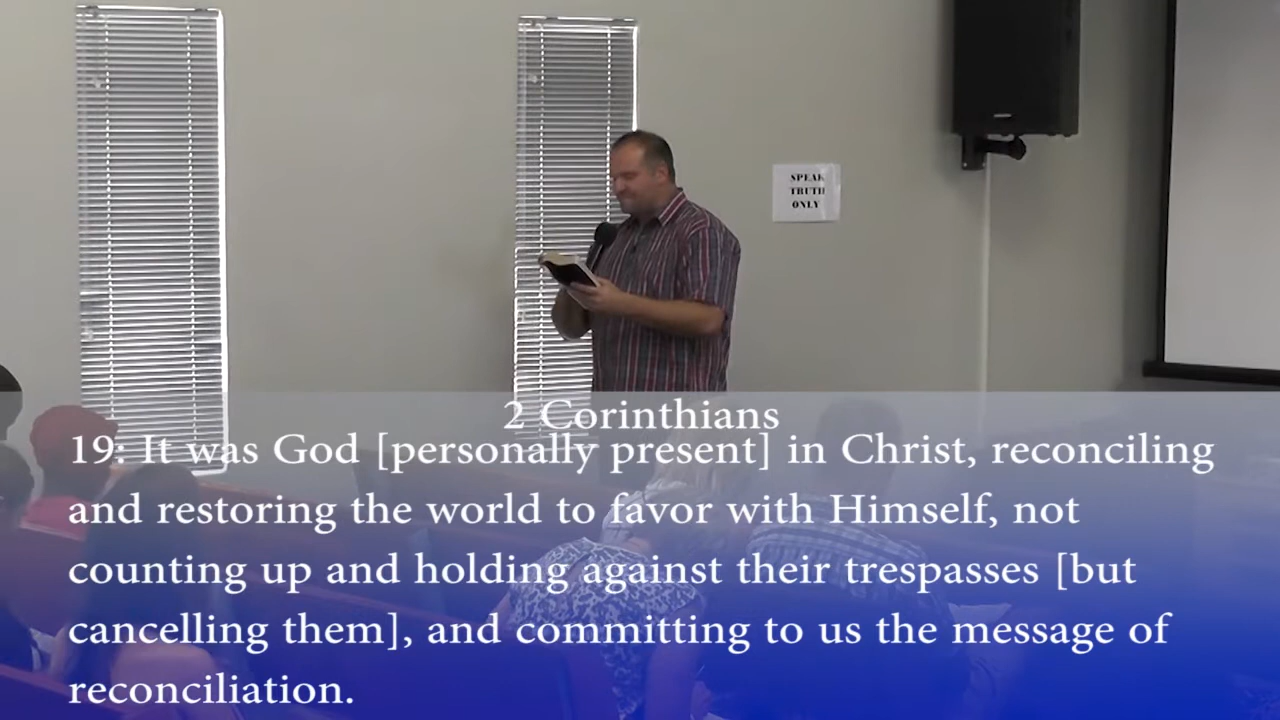 SPEAK
TRUTH
ONLY
2 Corinthians
19: It was God [personally present] in Christ, reconciling
and restoring the world to favor with Himself, not
counting up and holding against their trespasses [but
cancelling them], and committing to us the message of
reconciliation.